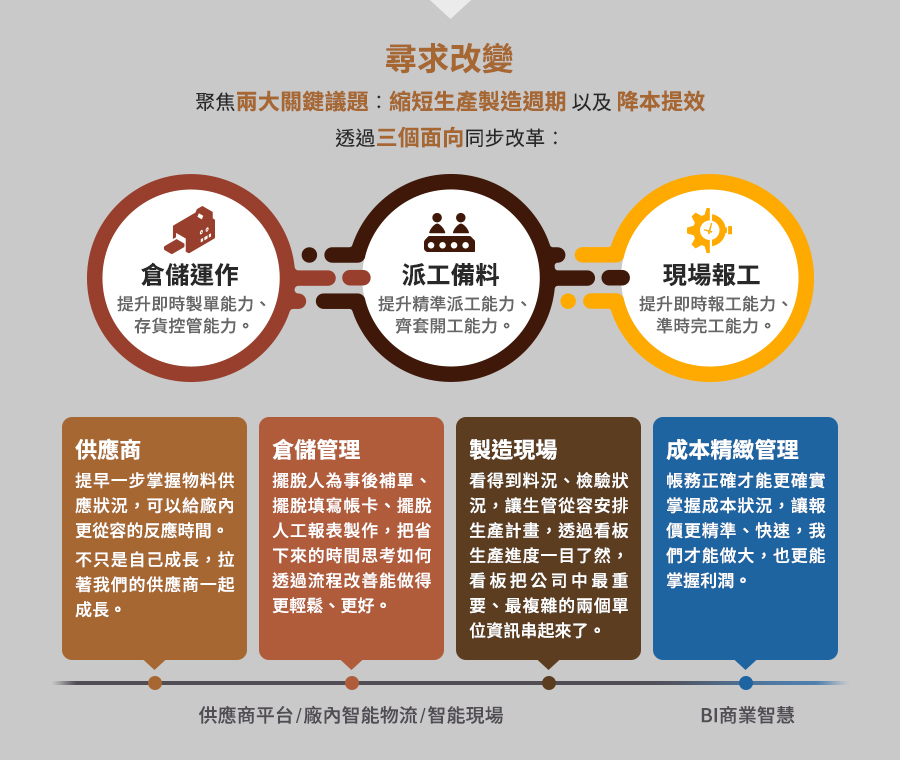 尋求改變
聚焦兩大關鍵議題：縮短生產製造週期 以及 降本提效
透過三個面向同步改革：
倉儲運作
提升即時製單能力、
存貨控管能力。
派工備料
提升精準派工能力、
齊套開工能力。
現場報工
提升即時報工能力、
準時完工能力。
供應商
提早一步掌握物料供
應狀況，可以給廠內
更從容的反應時間。
不只是自己成長，拉
著我們的供應商一起
成長。
倉儲管理
擺脫人為事後補單、
擺脫填寫帳卡、擺脫
人工報表製作，把省
下來的時間思考如何
透過流程改善能做得
更輕鬆、更好。
製造現場
看得到料況、檢驗狀
況，讓生管從容安排
生產計畫，透過看板
生產進度一目了然，
看板把公司中最重
要、最複雜的兩個單
位資訊串起來了。
成本精緻管理
帳務正確才能更確實
掌握成本狀況，讓報
價更精準、快速，我
們才能做大，也更能
掌握利潤。
供應商平台/廠內智能物流/智能現場
BI商業智慧